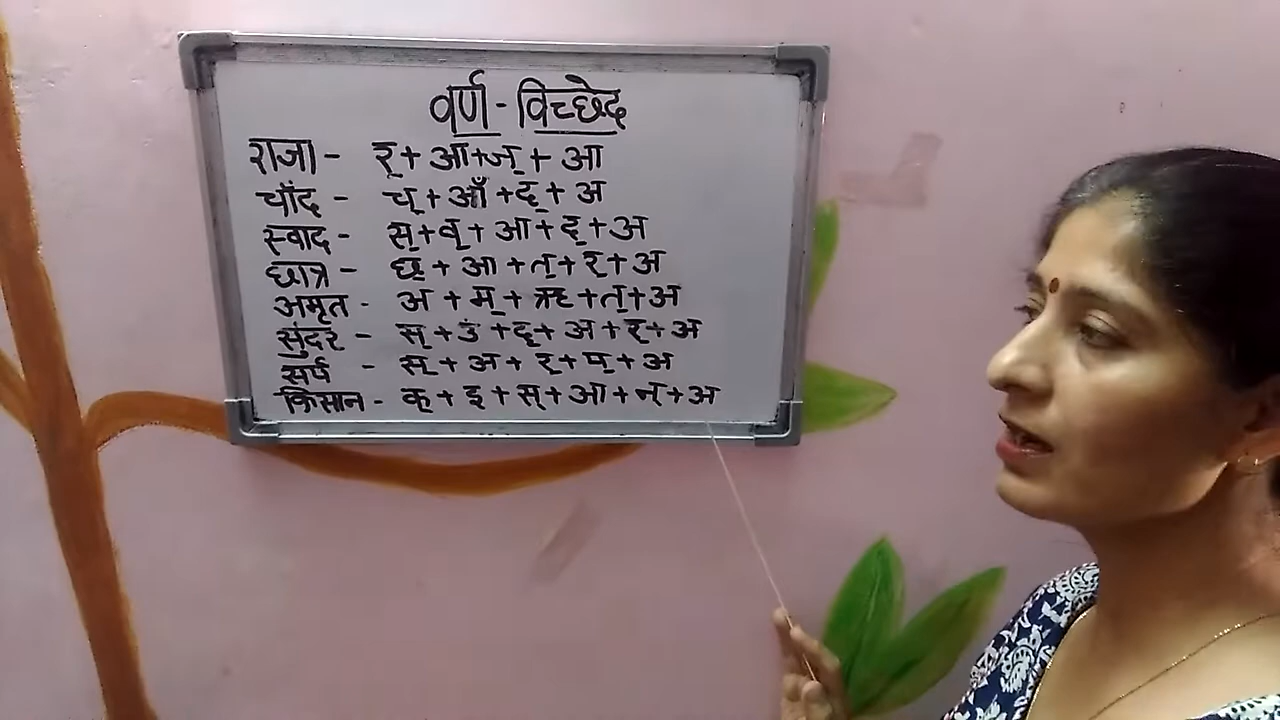 वर्ण - विच्छेद
राजा - र् + आ + ज् + आ
चाँद - च् + आँ + द् + अ
स्वाद - स् + व् + आ + द् + अ
छात्र - छ् + आ + त् + र् + अ
अमृत - अ + म् + ऋ + त् + अ
सुंदर - स् + उं + द् + अ + र् + अ
सर्प - स् + अ + र् + प् + अ
किसान - क् + इ + स् + आ + न् + अ